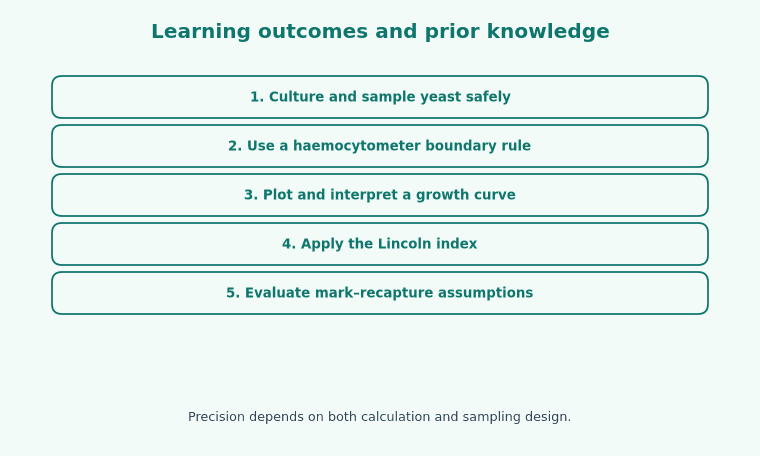 Learning outcomes and prior knowledge
1. Culture and sample yeast safely
2. Use a haemocytometer boundary rule
3. Plot and interpret a growth curve
4. Apply the Lincoln index
5. Evaluate mark–recapture assumptions
Precision depends on both calculation and sampling design.